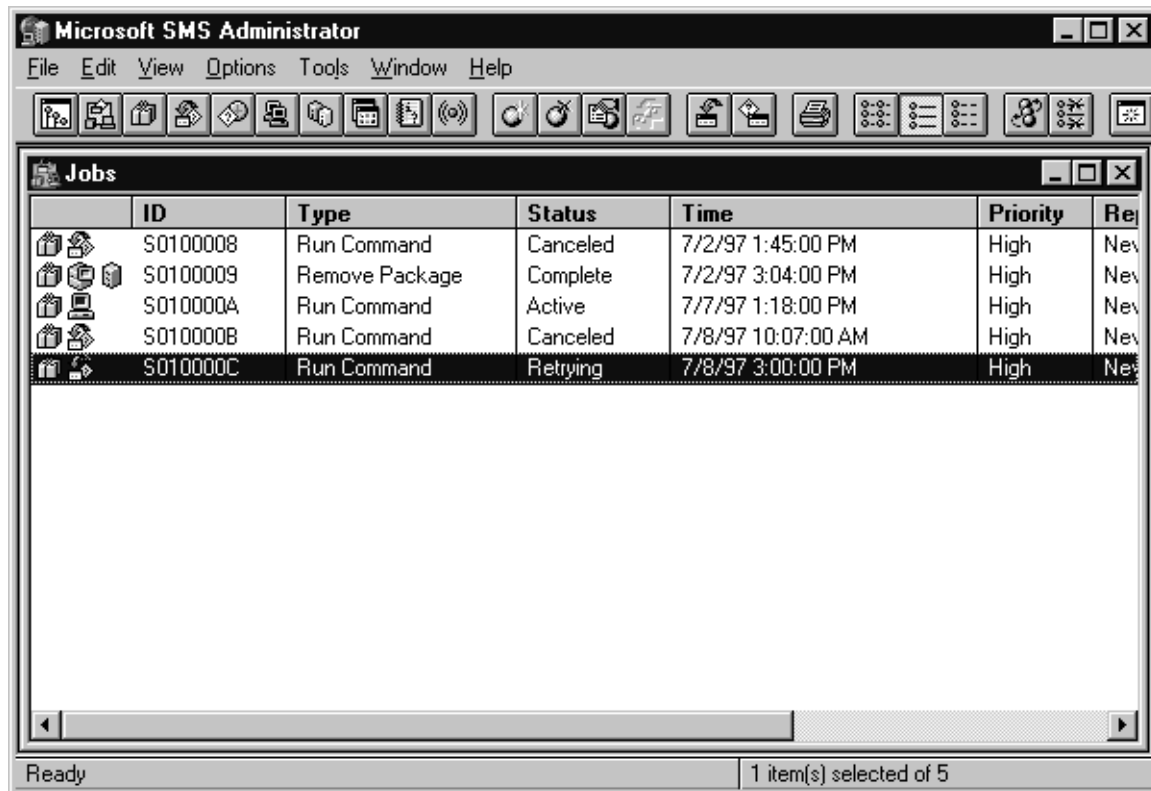 Microsoft SMS Administrator
File Edit View Options Tools Window Help
Jobs
ID Type Status Time Priority
S0100008 Run Command Canceled 7/2/97 1:45:00 PM High
S0100009 Remove Package Complete 7/2/97 3:04:00 PM High
S010000A Run Command Active 7/7/97 1:18:00 PM High
S010000B Run Command Canceled 7/8/97 10:07:00 AM High
S010000C Run Command Retrying 7/8/97 3:00:00 PM High
Ready 1 item(s) selected of 5